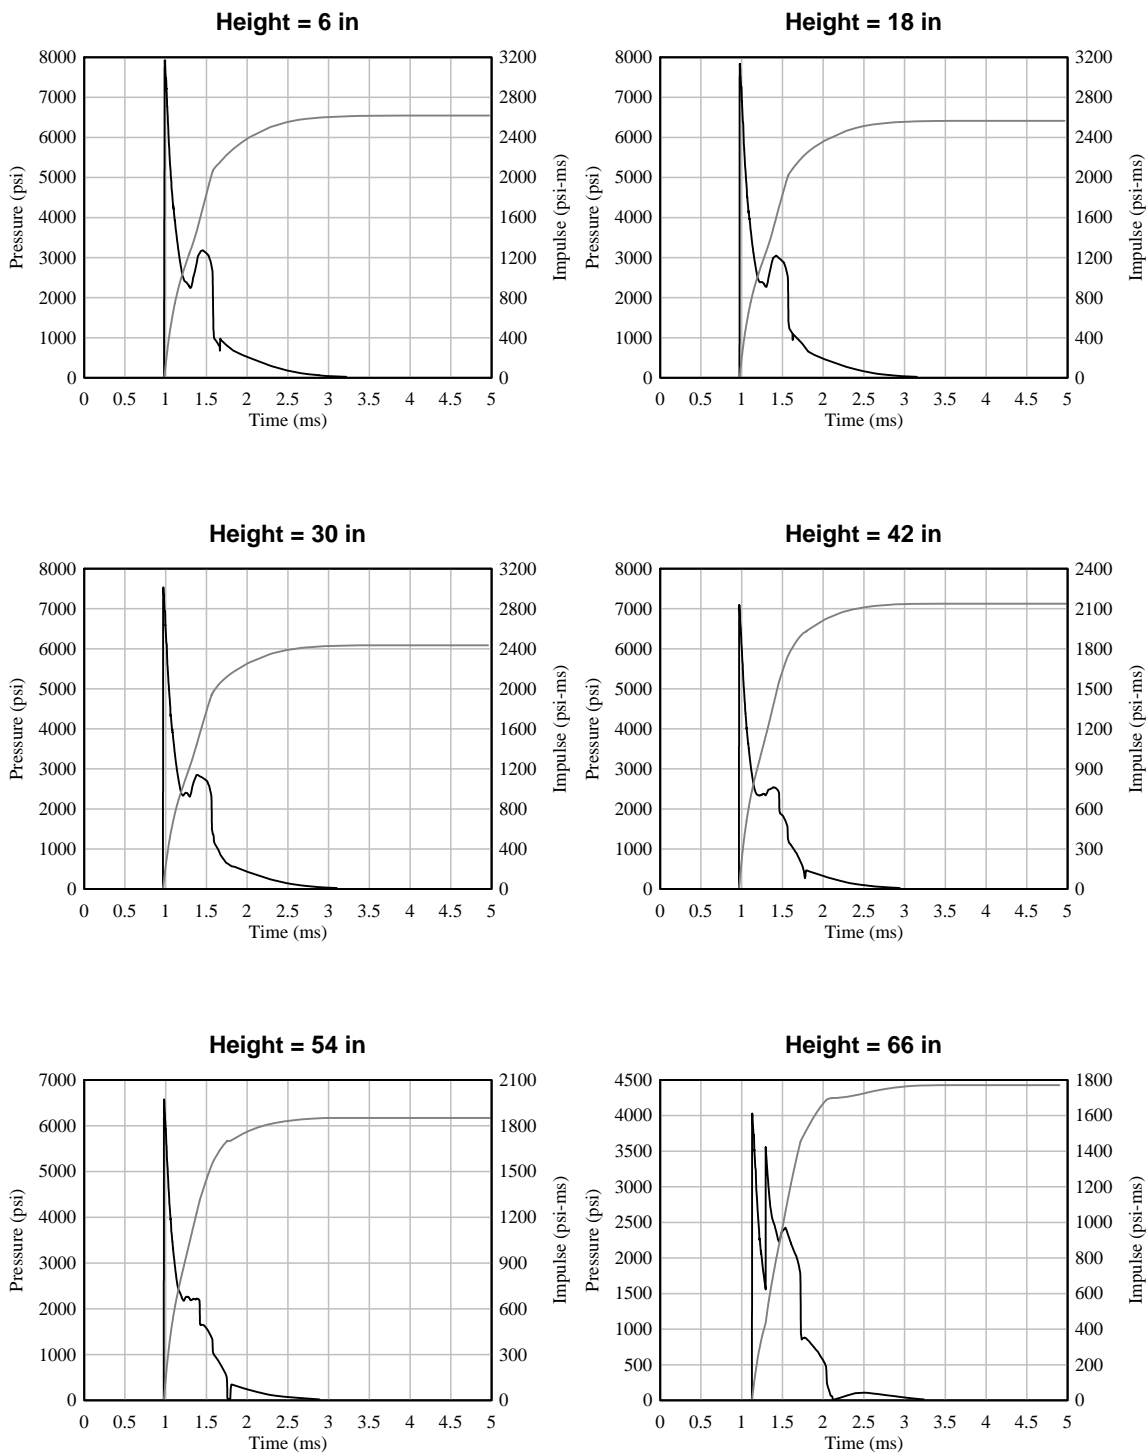 Height = 6 in
8000 7000 6000 5000 4000 3000 2000 1000 0
Pressure (psi)
3200 2800 2400 2000 1600 1200 800 400 0
Impulse (psi-ms)
0 0.5 1 1.5 2 2.5 3 3.5 4 4.5 5
Time (ms)
Height = 18 in
8000 7000 6000 5000 4000 3000 2000 1000 0
Pressure (psi)
3200 2800 2400 2000 1600 1200 800 400 0
Impulse (psi-ms)
0 0.5 1 1.5 2 2.5 3 3.5 4 4.5 5
Time (ms)
Height = 30 in
8000 7000 6000 5000 4000 3000 2000 1000 0
Pressure (psi)
3200 2800 2400 2000 1600 1200 800 400 0
Impulse (psi-ms)
0 0.5 1 1.5 2 2.5 3 3.5 4 4.5 5
Time (ms)
Height = 42 in
8000 7000 6000 5000 4000 3000 2000 1000 0
Pressure (psi)
2400 2100 1800 1500 1200 900 600 300 0
Impulse (psi-ms)
0 0.5 1 1.5 2 2.5 3 3.5 4 4.5 5
Time (ms)
Height = 54 in
7000 6000 5000 4000 3000 2000 1000 0
Pressure (psi)
2100 1800 1500 1200 900 600 300 0
Impulse (psi-ms)
0 0.5 1 1.5 2 2.5 3 3.5 4 4.5 5
Time (ms)
Height = 66 in
4500 4000 3500 3000 2500 2000 1500 1000 500 0
Pressure (psi)
1800 1600 1400 1200 1000 800 600 400 200 0
Impulse (psi-ms)
0 0.5 1 1.5 2 2.5 3 3.5 4 4.5 5
Time (ms)